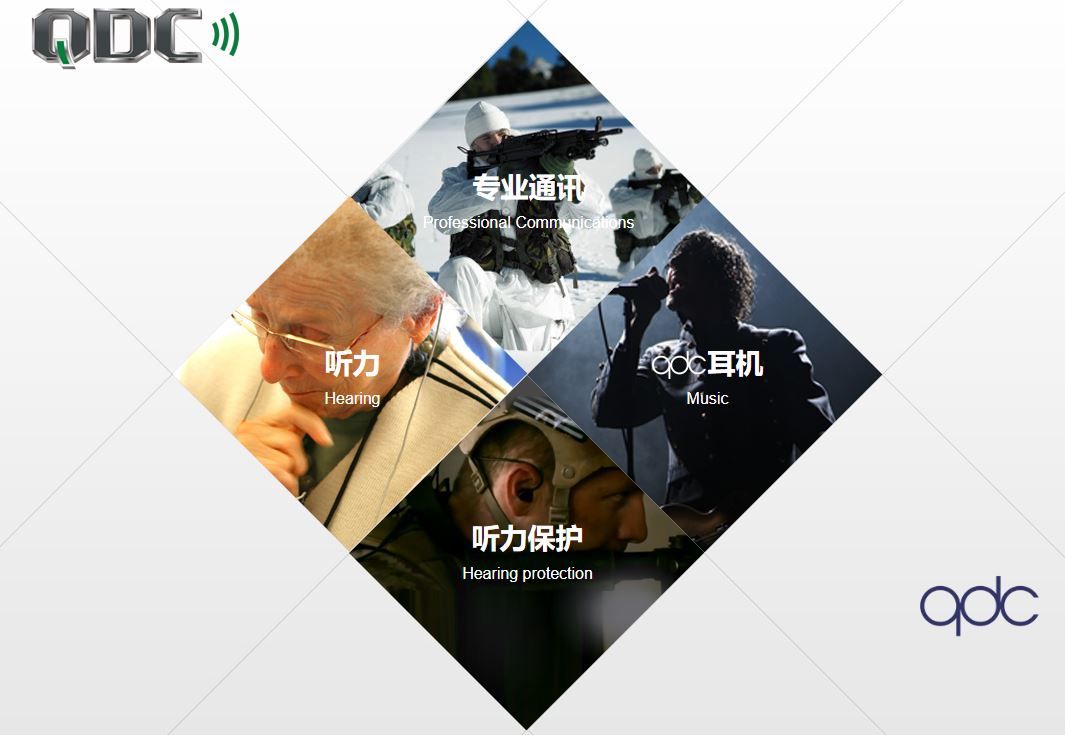 QDC
专业通讯
Professional Communications
听力
Hearing
qdc耳机
Music
听力保护
Hearing protection
qdc